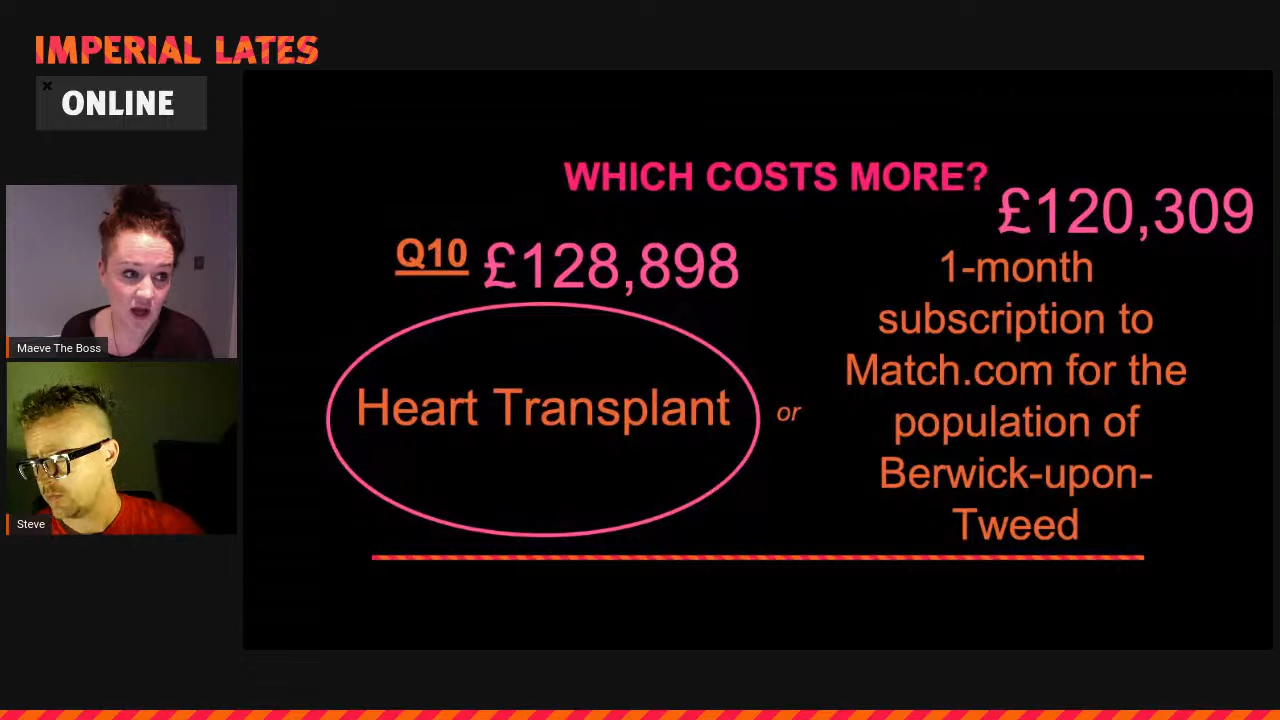 IMPERIAL LATES
ONLINE
WHICH COSTS MORE?
£120,309
Q10 £128,898
1-month
subscription to
Match.com for the
population of
Berwick-upon-
Tweed
Heart Transplant
or
Maeve The Boss
Steve